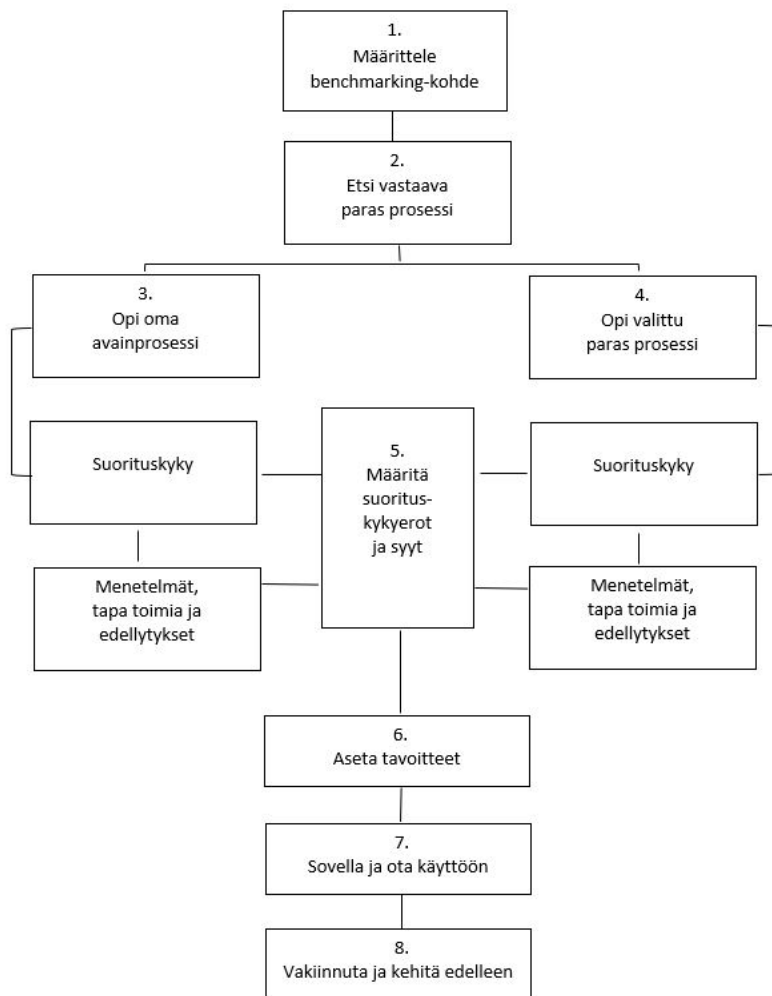 1.
Määrittele
benchmarking-kohde
2.
Etsi vastaava
paras prosessi
3.
Opi oma
avainprosessi
4.
Opi valittu
paras prosessi
Suorituskyky
5.
Määritä
suoritus-
kykyerot
ja syyt
Suorituskyky
Menetelmät,
tapa toimia ja
edellytykset
Menetelmät,
tapa toimia ja
edellytykset
6.
Aseta tavoitteet
7.
Sovella ja ota käyttöön
8.
Vakiinnuta ja kehitä edelleen